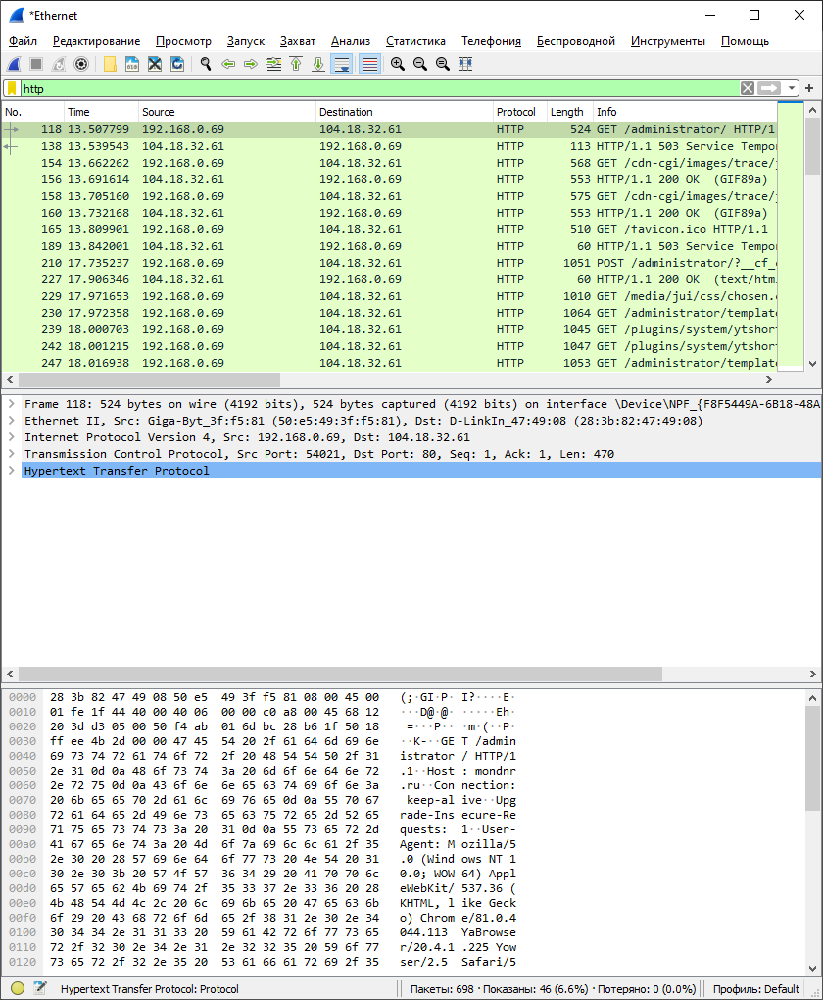 *Ethernet
Файл Редактирование Просмотр Запуск Захват Анализ Статистика Телефония Беспроводной Инструменты Помощь
http
No. Time Source Destination Protocol Length Info
118 13.507799 192.168.0.69 104.18.32.61 HTTP 524 GET /administrator/ HTTP/1
138 13.539543 104.18.32.61 192.168.0.69 HTTP 113 HTTP/1.1 503 Service Tempor
154 13.662262 192.168.0.69 104.18.32.61 HTTP 568 GET /cdn-cgi/images/trace/j
156 13.691614 104.18.32.61 192.168.0.69 HTTP 553 HTTP/1.1 200 OK (GIF89a)
158 13.705160 192.168.0.69 104.18.32.61 HTTP 575 GET /cdn-cgi/images/trace/j
160 13.732168 104.18.32.61 192.168.0.69 HTTP 553 HTTP/1.1 200 OK (GIF89a)
165 13.809901 192.168.0.69 104.18.32.61 HTTP 510 GET /favicon.ico HTTP/1.1
189 13.842001 104.18.32.61 192.168.0.69 HTTP 60 HTTP/1.1 503 Service Tempor
210 17.735237 192.168.0.69 104.18.32.61 HTTP 1051 POST /administrator/?__cf_c
227 17.906346 104.18.32.61 192.168.0.69 HTTP 60 HTTP/1.1 200 OK (text/html
229 17.971653 192.168.0.69 104.18.32.61 HTTP 1010 GET /media/jui/css/chosen.c
230 17.972358 192.168.0.69 104.18.32.61 HTTP 1064 GET /administrator/template
239 18.000703 192.168.0.69 104.18.32.61 HTTP 1045 GET /plugins/system/ytshort
242 18.001215 192.168.0.69 104.18.32.61 HTTP 1047 GET /plugins/system/ytshort
247 18.016938 192.168.0.69 104.18.32.61 HTTP 1053 GET /administrator/template
Frame 118: 524 bytes on wire (4192 bits), 524 bytes captured (4192 bits) on interface \Device\NPF_{F8F5449A-6B18-48A
Ethernet II, Src: Giga-Byt_3f:f5:81 (50:e5:49:3f:f5:81), Dst: D-LinkIn_47:49:08 (28:3b:82:47:49:08)
Internet Protocol Version 4, Src: 192.168.0.69, Dst: 104.18.32.61
Transmission Control Protocol, Src Port: 54021, Dst Port: 80, Seq: 1, Ack: 1, Len: 470
Hypertext Transfer Protocol
0000 28 3b 82 47 49 08 50 e5 49 3f f5 81 08 00 45 00 (;·GI·P· I?····E·
0010 01 fe 1f 44 40 00 40 06 00 00 c0 a8 00 45 68 12 ···D@·@· ·····Eh·
0020 20 3d d3 05 00 50 f4 ab 01 6d bc 28 b6 1f 50 18 =···P·· ·m·(··P·
0030 ff ee 4b 2d 00 00 47 45 54 20 2f 61 64 6d 69 6e ··K-··GE T /admin
0040 69 73 74 72 61 74 6f 72 2f 20 48 54 54 50 2f 31 istrator / HTTP/1
0050 2e 31 0d 0a 48 6f 73 74 3a 20 6d 6f 6e 64 6e 72 .1··Host : mondnr
0060 2e 72 75 0d 0a 43 6f 6e 6e 65 63 74 69 6f 6e 3a .ru··Con nection:
0070 20 6b 65 65 70 2d 61 6c 69 76 65 0d 0a 55 70 67 keep-al ive··Upg
0080 72 61 64 65 2d 49 6e 73 65 63 75 72 65 2d 52 65 rade-Ins ecure-Re
0090 71 75 65 73 74 73 3a 20 31 0d 0a 55 73 65 72 2d quests: 1··User-
00a0 41 67 65 6e 74 3a 20 4d 6f 7a 69 6c 6c 61 2f 35 Agent: M ozilla/5
00b0 2e 30 20 28 57 69 6e 64 6f 77 73 20 4e 54 20 31 .0 (Wind ows NT 1
00c0 30 2e 30 3b 20 57 4f 57 36 34 29 20 41 70 70 6c 0.0; WOW 64) Appl
00d0 65 57 65 62 4b 69 74 2f 35 33 37 2e 33 36 20 28 eWebKit/ 537.36 (
00e0 4b 48 54 4d 4c 2c 20 6c 69 6b 65 20 47 65 63 6b KHTML, l ike Geck
00f0 6f 29 20 43 68 72 6f 6d 65 2f 38 31 2e 30 2e 34 o) Chrom e/81.0.4
0100 30 34 34 2e 31 31 33 20 59 61 42 72 6f 77 73 65 044.113 YaBrowse
0110 72 2f 32 30 2e 34 2e 31 2e 32 32 35 20 59 6f 77 r/20.4.1 .225 Yow
0120 73 65 72 2f 32 2e 35 20 53 61 66 61 72 69 2f 35 ser/2.5 Safari/5
Hypertext Transfer Protocol: Protocol Пакеты: 698 · Показаны: 46 (6.6%) · Потеряно: 0 (0.0%) Профиль: Default